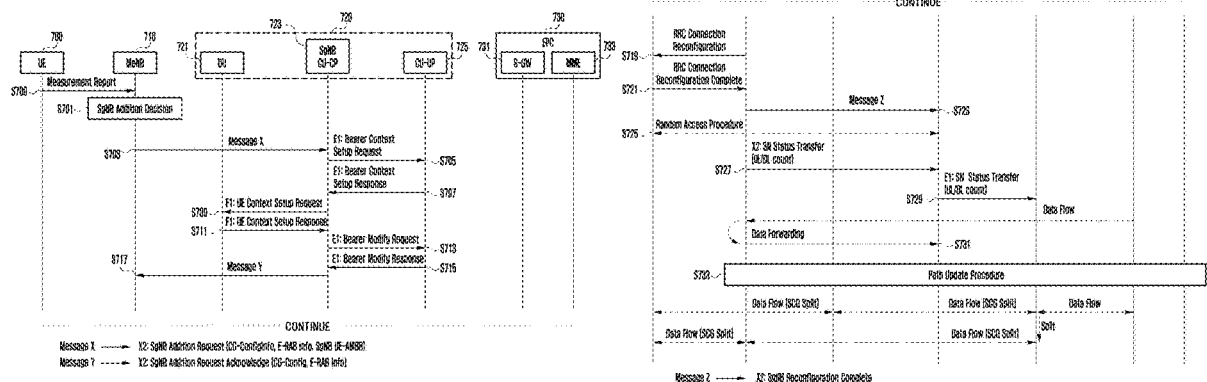 720
723
700
710
SgNB
CU-CP
730
EPC
721
725
731
733
UE
MeNB
DU
CU-UP
S-GW
MME
Measurement Report
S700
S701
SgNB Addition Decision
Message X
S703
E1: Bearer Context
Setup Request
S705
E1: Bearer Context
Setup Response
S707
F1: UE Context Setup Request
S709
F1: UE Context Setup Response
S711
E1: Bearer Modify Request
S713
E1: Bearer Modify Response
S715
S717
Message Y
CONTINUE
Message X
X2: SgNB Addition Request (CG-ConfigInfo, E-RAB info, SgNB UE-AMBR)
Message Y
X2: SgNB Addition Request Acknowledge (CG-Config, E-RAB info)
CONTINUE
RRC Connection
Reconfiguration
S719
RRC Connection
Reconfiguration Complete
S721
Message Z
S723
Random Access Procedure
S725
X2: SN Status Transfer
(UL/DL count)
S727
E1: SN Status Transfer
(UL/DL count)
S729
Data Flow
Data Forwarding
S731
S733
Path Update Procedure
Data Flow (SCG Split)
Data Flow (SCG Split)
Data Flow
Split
Data Flow (SCG Split)
Data Flow (SCG Split)
Message Z
X2: SgNB Reconfiguration Complete